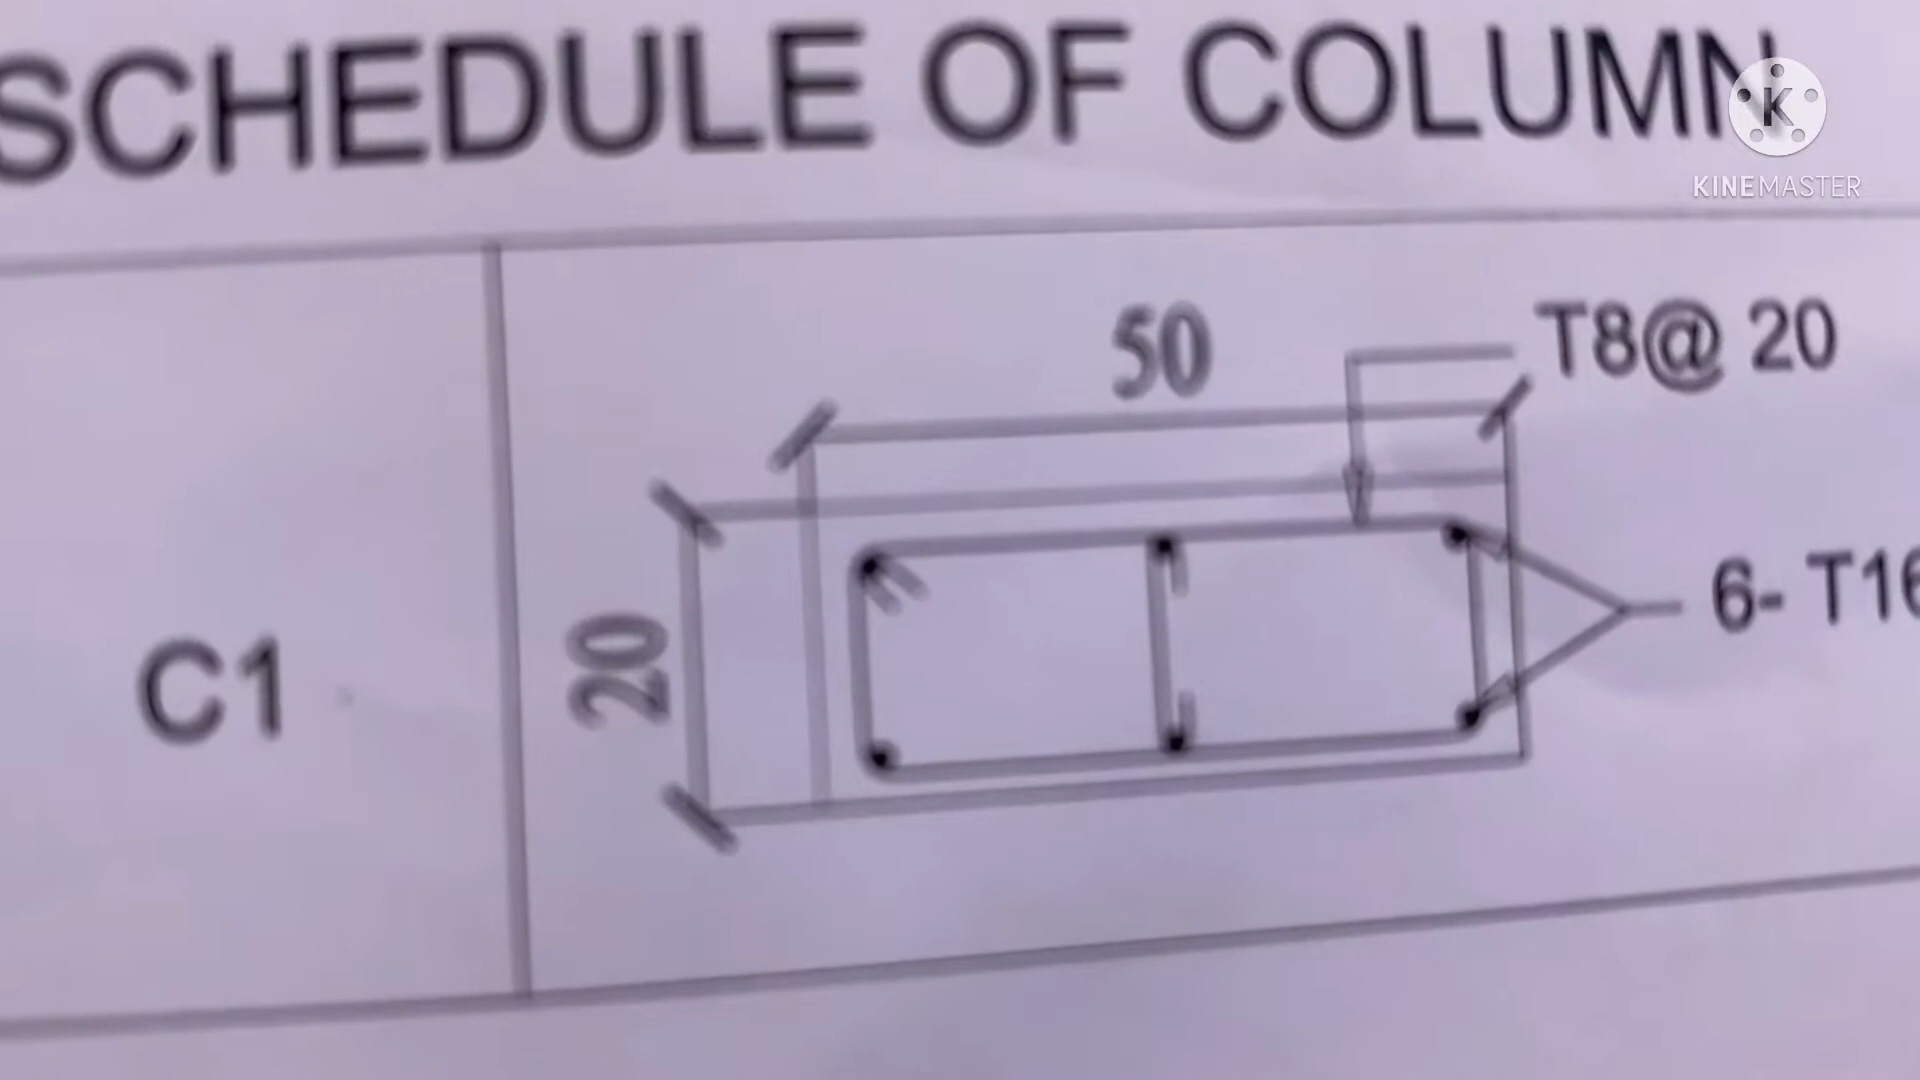 SCHEDULE OF COLUMN
K
KINEMASTER
50
T8@ 20
20
6- T16
C1